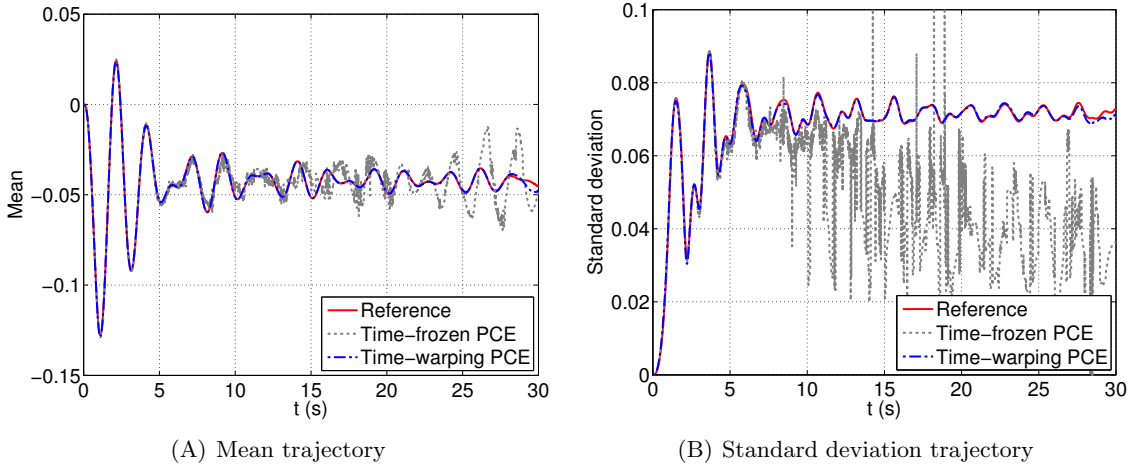 0.05
0
−0.05
−0.1
−0.15
Mean
0 5 10 15 20 25 30
t (s)
Reference
Time−frozen PCE
Time−warping PCE
(A) Mean trajectory
0.1
0.08
0.06
0.04
0.02
0
Standard deviation
0 5 10 15 20 25 30
t (s)
Reference
Time−frozen PCE
Time−warping PCE
(B) Standard deviation trajectory